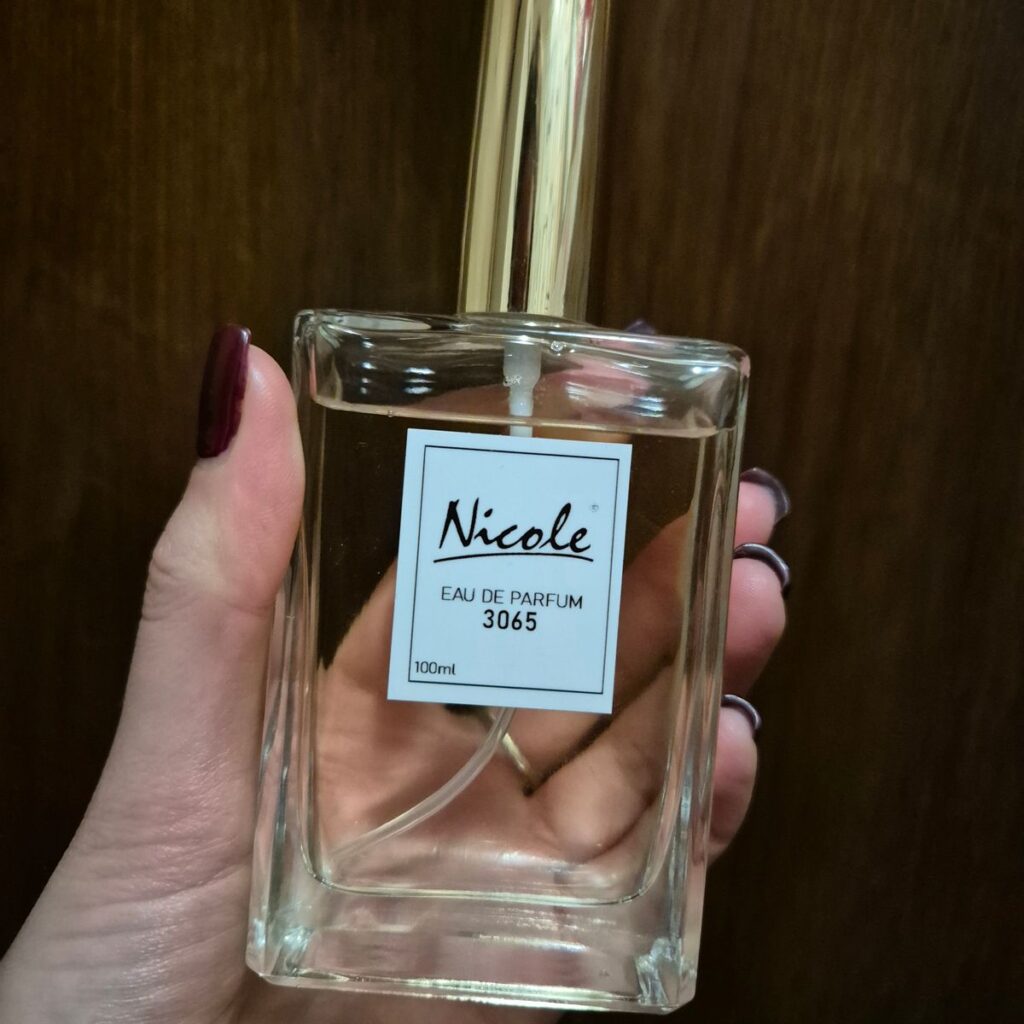 Nicole
EAU DE PARFUM
3065
100ml